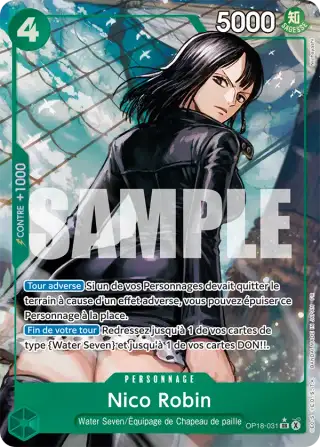 4
5000
知
SAGESSE
⚡CONTRE +1000
SAMPLE
Tour adverse Si un de vos Personnages devait quitter le
terrain à cause d'un effet adverse, vous pouvez épuiser ce
Personnage à la place.
Fin de votre tour Redressez jusqu'à 1 de vos cartes de
type {Water Seven} et jusqu'à 1 de vos cartes DON!!.
PERSONNAGE
Nico Robin
Water Seven/Équipage de Chapeau de paille
OP18-031 R